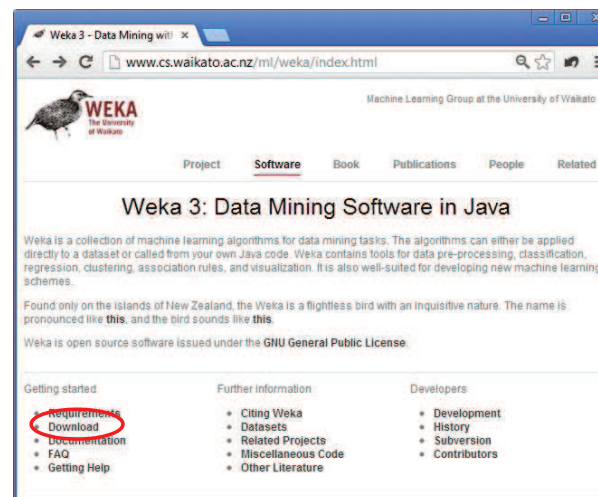 Weka 3 - Data Mining wit
www.cs.waikato.ac.nz/ml/weka/index.html
WEKA
The University
of Waikato
Machine Learning Group at the University of Waikato
Project Software Book Publications People Related
Weka 3: Data Mining Software in Java
Weka is a collection of machine learning algorithms for data mining tasks. The algorithms can either be applied
directly to a dataset or called from your own Java code. Weka contains tools for data pre-processing, classification,
regression, clustering, association rules, and visualization. It is also well-suited for developing new machine learning
schemes.
Found only on the islands of New Zealand, the Weka is a flightless bird with an inquisitive nature. The name is
pronounced like this, and the bird sounds like this.
Weka is open source software issued under the GNU General Public License.
Getting started Further information Developers
Requirements Citing Weka Development
Download Datasets History
Documentation Related Projects Subversion
FAQ Miscellaneous Code Contributors
Getting Help Other Literature